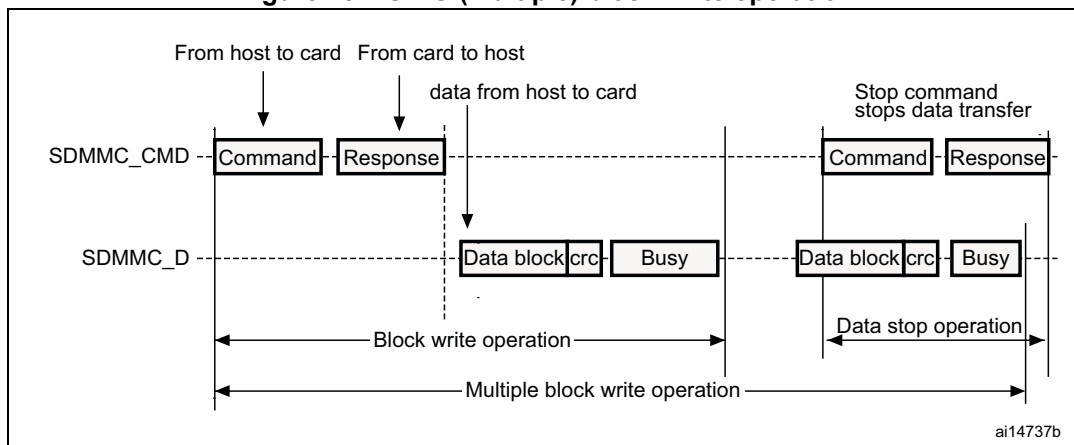 From host to card From card to host
data from host to card
Stop command
stops data transfer
SDMMC_CMD Command Response Command Response
SDMMC_D Data block crc Busy Data block crc Busy
Block write operation Data stop operation
Multiple block write operation
ai14737b